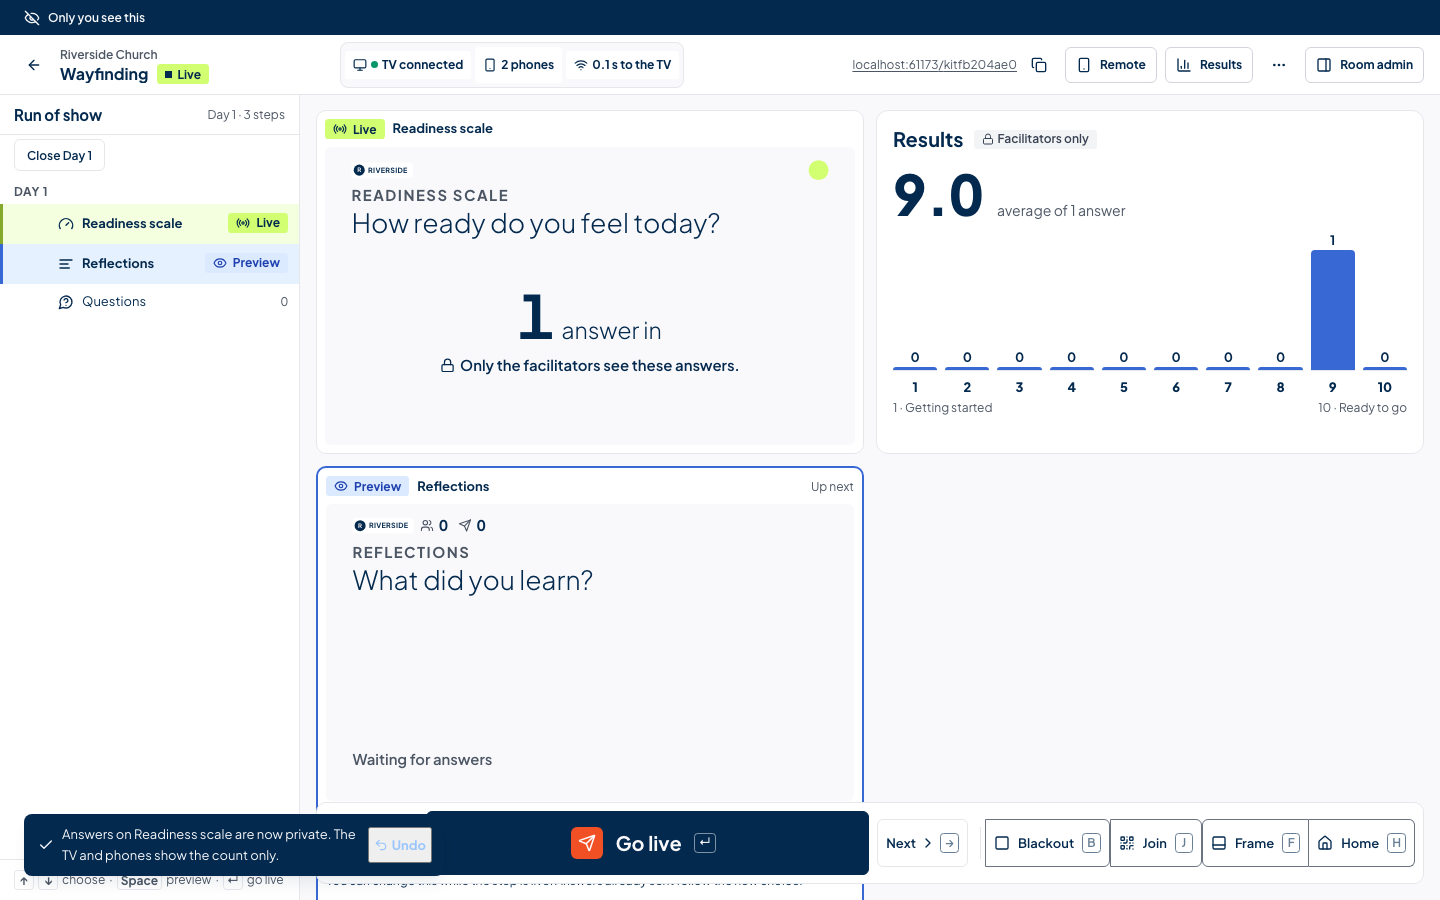 Only you see this
Riverside Church
Wayfinding
Live
TV connected
2 phones
0.1 s to the TV
localhost:61173/kitfb204ae0
Remote
Results
Room admin
Run of show
Day 1 · 3 steps
Close Day 1
DAY 1
Readiness scale
Live
Reflections
Preview
Questions
0
Live
Readiness scale
R RIVERSIDE
READINESS SCALE
How ready do you feel today?
1 answer in
Only the facilitators see these answers.
Results
Facilitators only
9.0 average of 1 answer
1
0 0 0 0 0 0 0 0 0
1 2 3 4 5 6 7 8 9 10
1 · Getting started
10 · Ready to go
Preview
Reflections
Up next
R RIVERSIDE
0
0
REFLECTIONS
What did you learn?
Waiting for answers
Answers on Readiness scale are now private. The
TV and phones show the count only.
Undo
Go live
Next
Blackout B
Join J
Frame F
Home H
choose · Space preview · go live